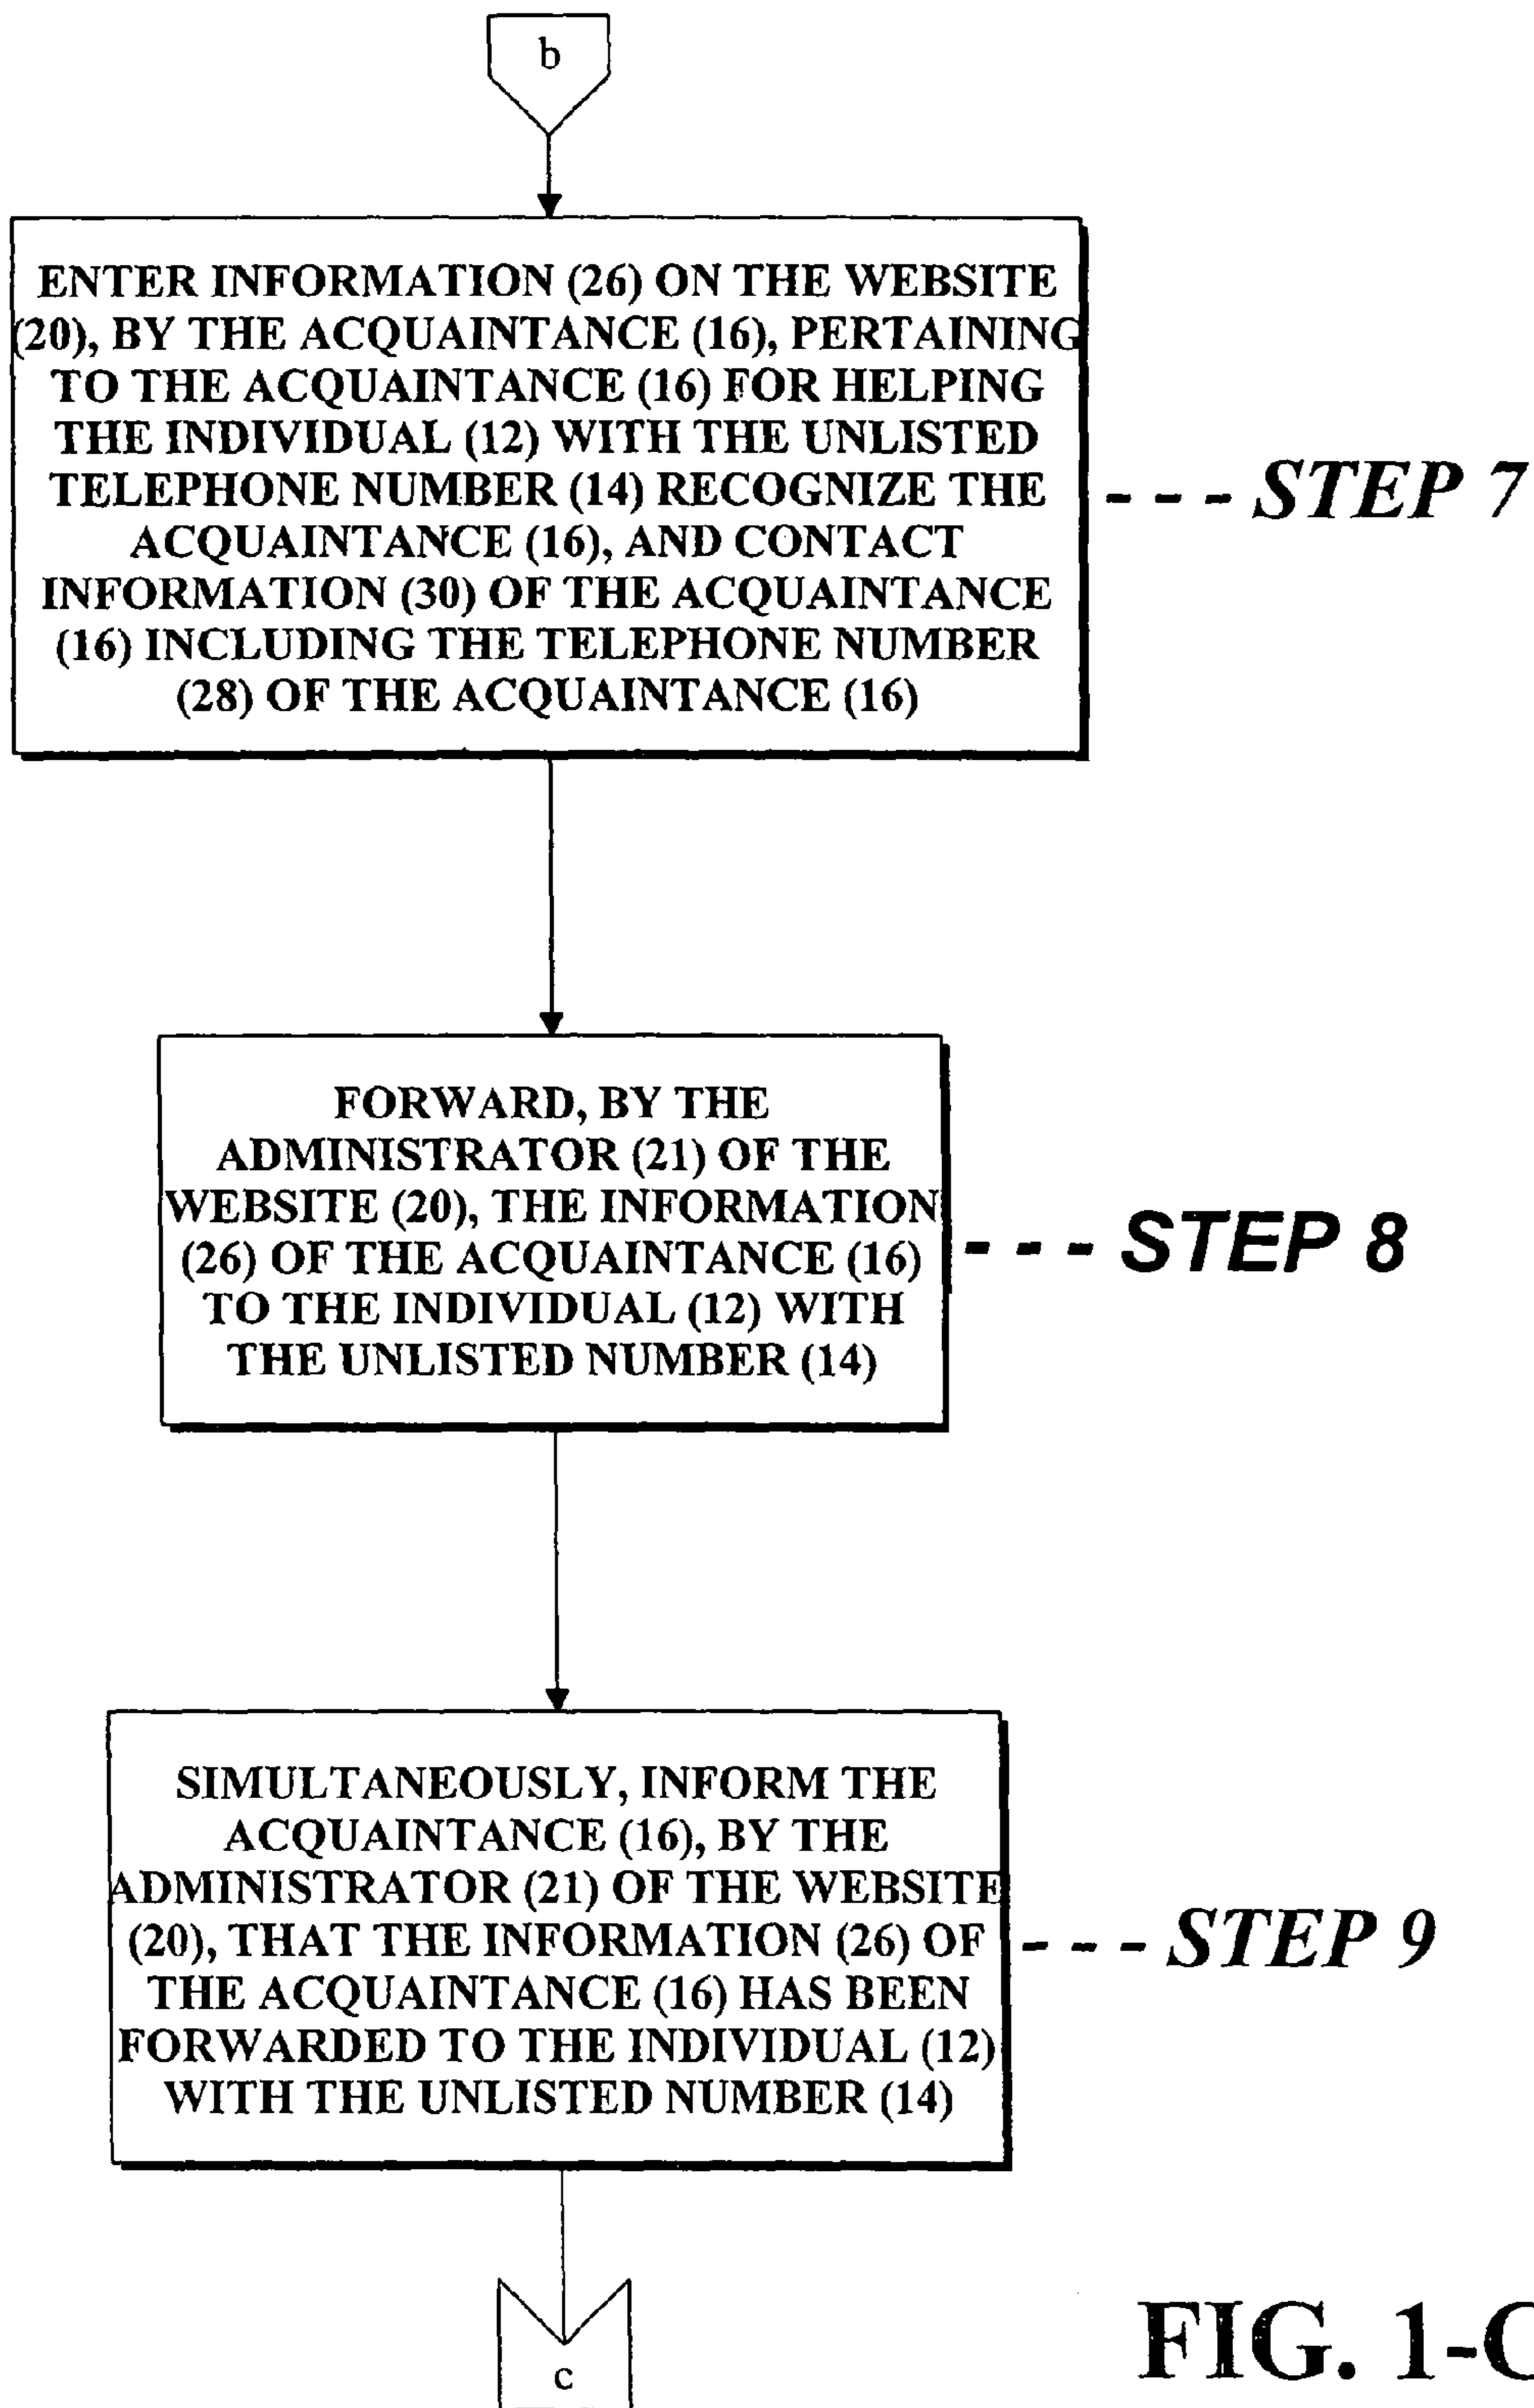 b
ENTER INFORMATION (26) ON THE WEBSITE
(20), BY THE ACQUAINTANCE (16), PERTAINING
TO THE ACQUAINTANCE (16) FOR HELPING
THE INDIVIDUAL (12) WITH THE UNLISTED
TELEPHONE NUMBER (14) RECOGNIZE THE
ACQUAINTANCE (16), AND CONTACT
INFORMATION (30) OF THE ACQUAINTANCE
(16) INCLUDING THE TELEPHONE NUMBER
(28) OF THE ACQUAINTANCE (16)
STEP 7
FORWARD, BY THE
ADMINISTRATOR (21) OF THE
WEBSITE (20), THE INFORMATION
(26) OF THE ACQUAINTANCE (16)
TO THE INDIVIDUAL (12) WITH
THE UNLISTED NUMBER (14)
STEP 8
SIMULTANEOUSLY, INFORM THE
ACQUAINTANCE (16), BY THE
ADMINISTRATOR (21) OF THE WEBSITE
(20), THAT THE INFORMATION (26) OF
THE ACQUAINTANCE (16) HAS BEEN
FORWARDED TO THE INDIVIDUAL (12)
WITH THE UNLISTED NUMBER (14)
STEP 9
c
FIG. 1-C